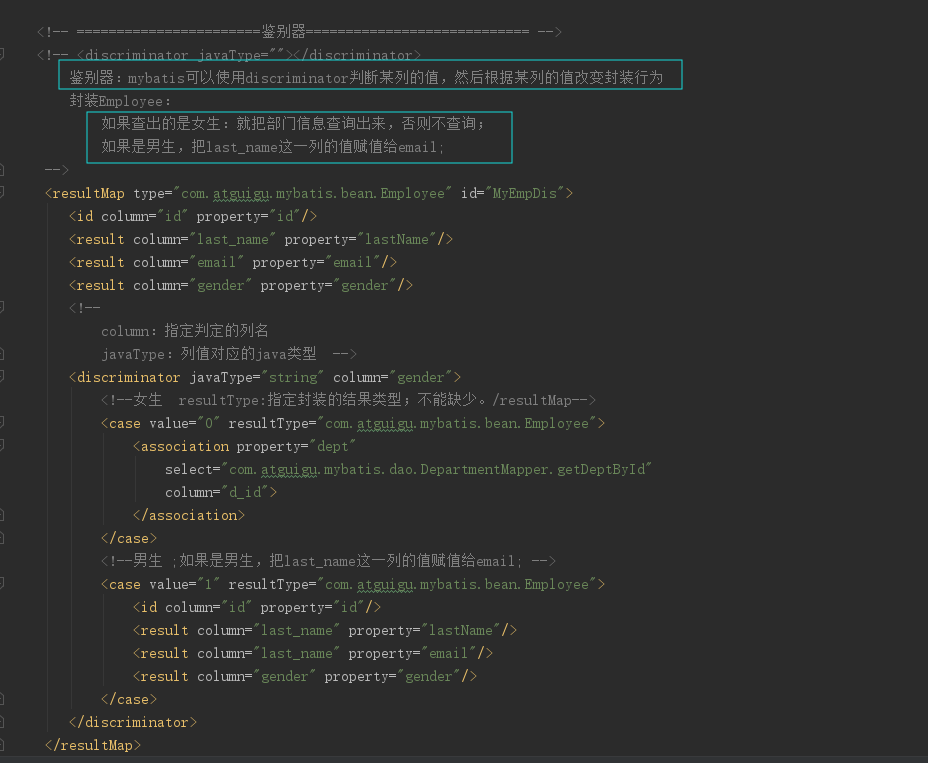 <!-- =======================鉴别器============================ -->
<!-- <discriminator javaType=""></discriminator>
鉴别器：mybatis可以使用discriminator判断某列的值，然后根据某列的值改变封装行为
封装Employee：
如果查出的是女生：就把部门信息查询出来，否则不查询；
如果是男生，把last_name这一列的值赋值给email;
-->
<resultMap type="com.atguigu.mybatis.bean.Employee" id="MyEmpDis">
<id column="id" property="id"/>
<result column="last_name" property="lastName"/>
<result column="email" property="email"/>
<result column="gender" property="gender"/>
<!--
column：指定判定的列名
javaType：列值对应的java类型  -->
<discriminator javaType="string" column="gender">
<!--女生  resultType:指定封装的结果类型；不能缺少。/resultMap-->
<case value="0" resultType="com.atguigu.mybatis.bean.Employee">
<association property="dept"
select="com.atguigu.mybatis.dao.DepartmentMapper.getDeptById"
column="d_id">
</association>
</case>
<!--男生 ;如果是男生，把last_name这一列的值赋值给email; -->
<case value="1" resultType="com.atguigu.mybatis.bean.Employee">
<id column="id" property="id"/>
<result column="last_name" property="lastName"/>
<result column="last_name" property="email"/>
<result column="gender" property="gender"/>
</case>
</discriminator>
</resultMap>